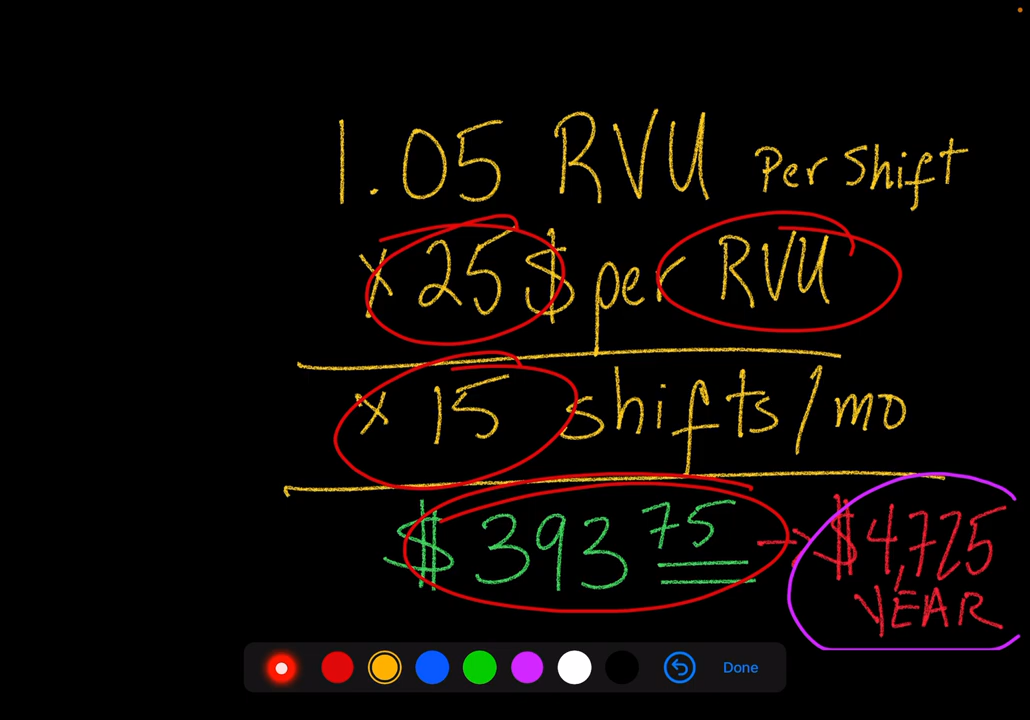 1.05 RVU Per Shift
x 25 $ per RVU
x 15 shifts/mo
$ 393 75 → $4,725
YEAR
Done